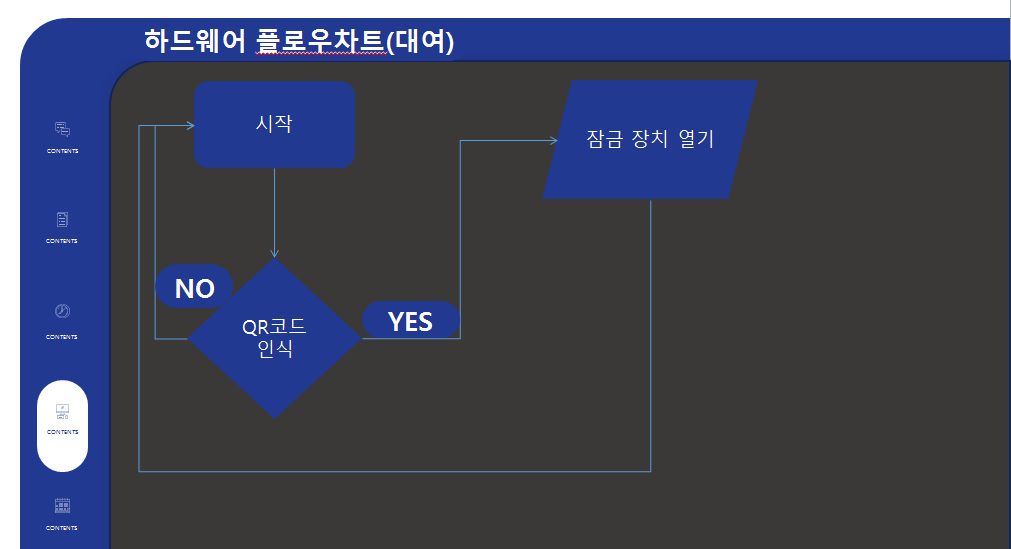 하드웨어 플로우차트(대여)
시작
잠금 장치 열기
NO
YES
QR코드
인식
CONTENTS
CONTENTS
CONTENTS
CONTENTS
CONTENTS